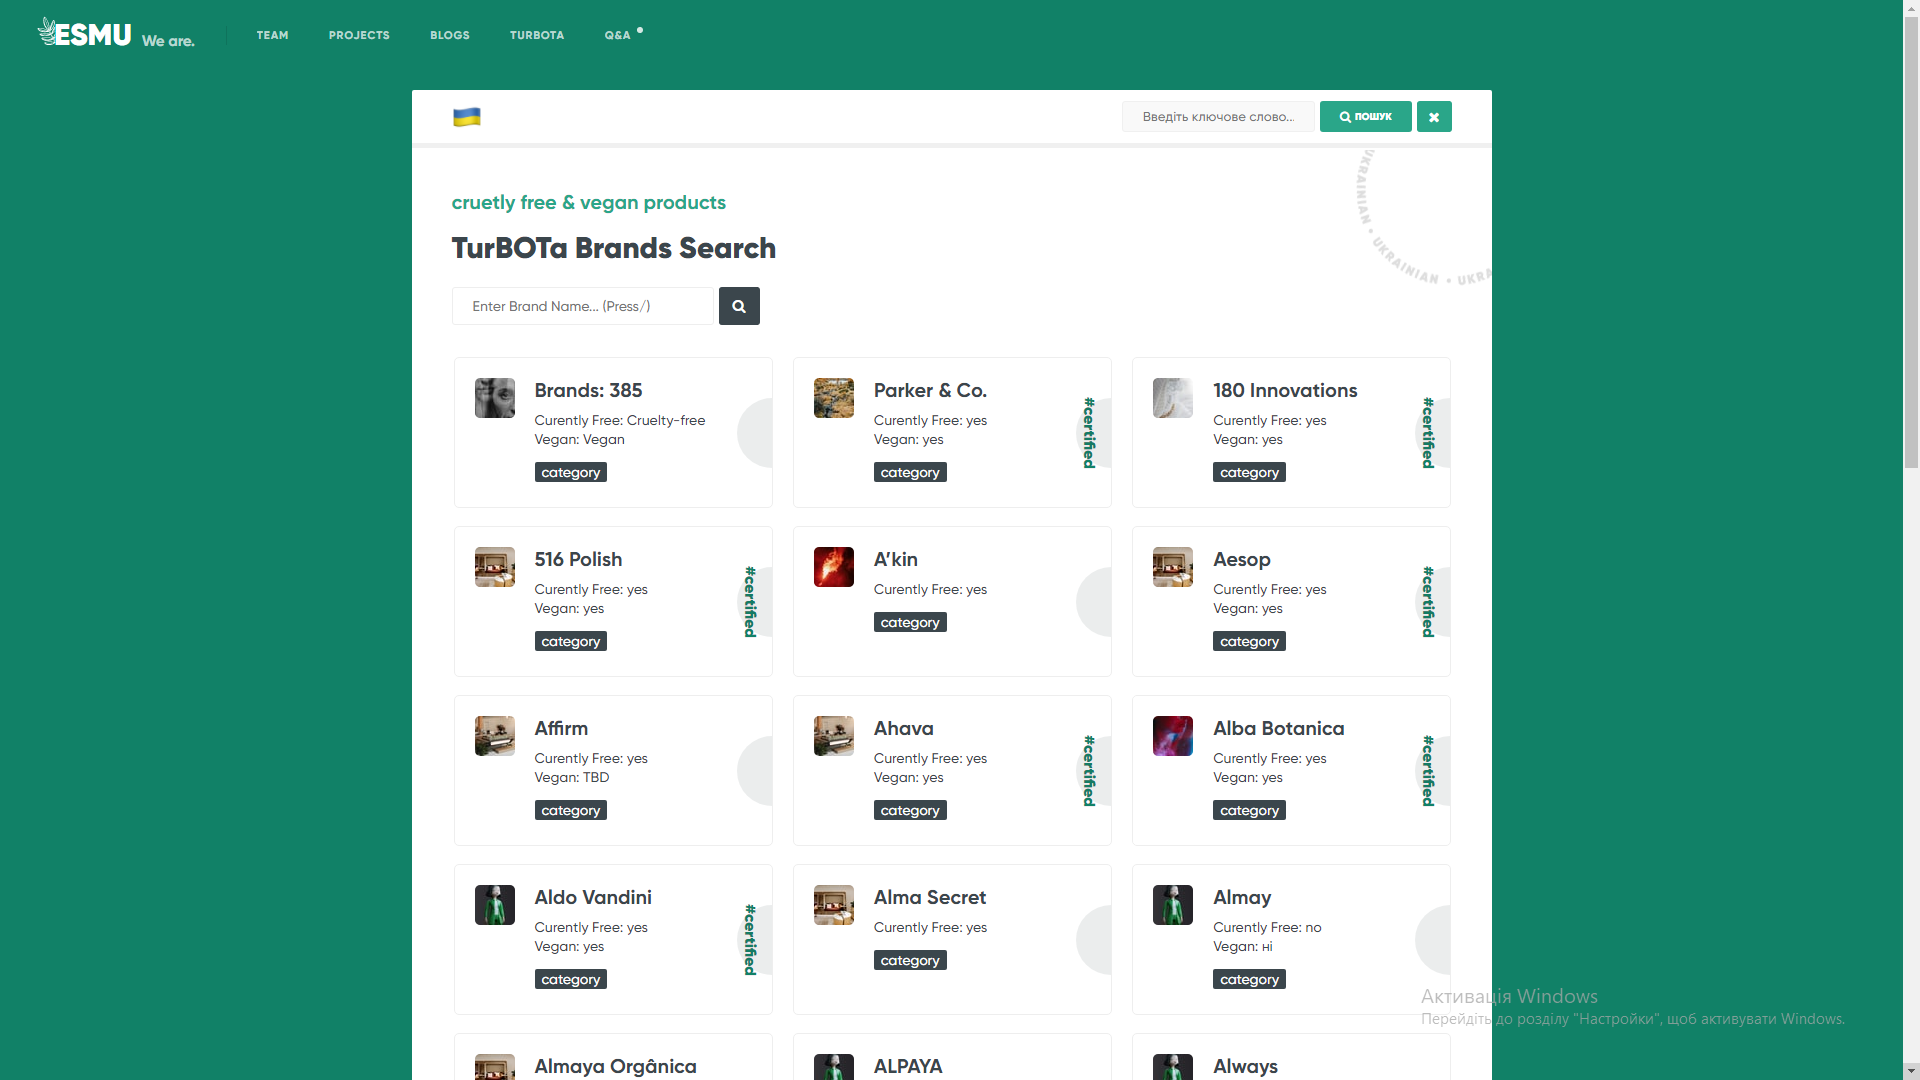 ESMU We are.
TEAM PROJECTS BLOGS TURBOTA Q&A
Введіть ключове слово...
ПОШУК
UKRAINIAN • UKRAINIAN • UKRA
cruetly free & vegan products
TurBOTa Brands Search
Enter Brand Name... (Press/)
Brands: 385
Curently Free: Cruelty-free
Vegan: Vegan
category
Parker & Co.
Curently Free: yes
Vegan: yes
category
#certified
180 Innovations
Curently Free: yes
Vegan: yes
category
#certified
516 Polish
Curently Free: yes
Vegan: yes
category
#certified
A'kin
Curently Free: yes
category
Aesop
Curently Free: yes
Vegan: yes
category
#certified
Affirm
Curently Free: yes
Vegan: TBD
category
Ahava
Curently Free: yes
Vegan: yes
category
#certified
Alba Botanica
Curently Free: yes
Vegan: yes
category
#certified
Aldo Vandini
Curently Free: yes
Vegan: yes
category
#certified
Alma Secret
Curently Free: yes
category
Almay
Curently Free: no
Vegan: ні
category
Almaya Orgânica
ALPAYA
Always
Активація Windows
Перейдіть до розділу "Настройки", щоб активувати Windows.